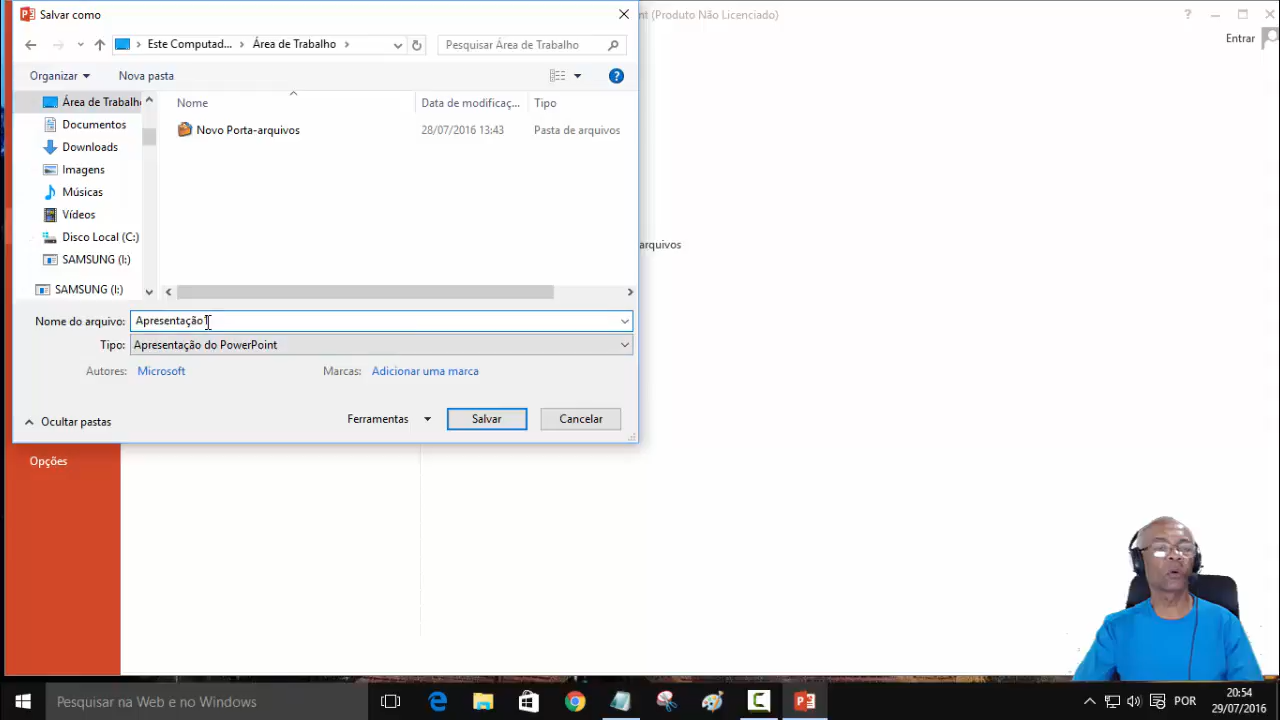 Salvar como
nt (Produto Não Licenciado)
Entrar
Este Computad... Área de Trabalho
Pesquisar Área de Trabalho
Organizar Nova pasta
Nome Data de modificaç... Tipo
Novo Porta-arquivos 28/07/2016 13:43 Pasta de arquivos
Área de Trabalh
Documentos
Downloads
Imagens
Músicas
Vídeos
Disco Local (C:)
SAMSUNG (I:)
SAMSUNG (I:)
arquivos
Nome do arquivo: Apresentação
Tipo: Apresentação do PowerPoint
Autores: Microsoft Marcas: Adicionar uma marca
Ocultar pastas Ferramentas Salvar Cancelar
Opções
Pesquisar na Web e no Windows
POR
20:54
29/07/2016